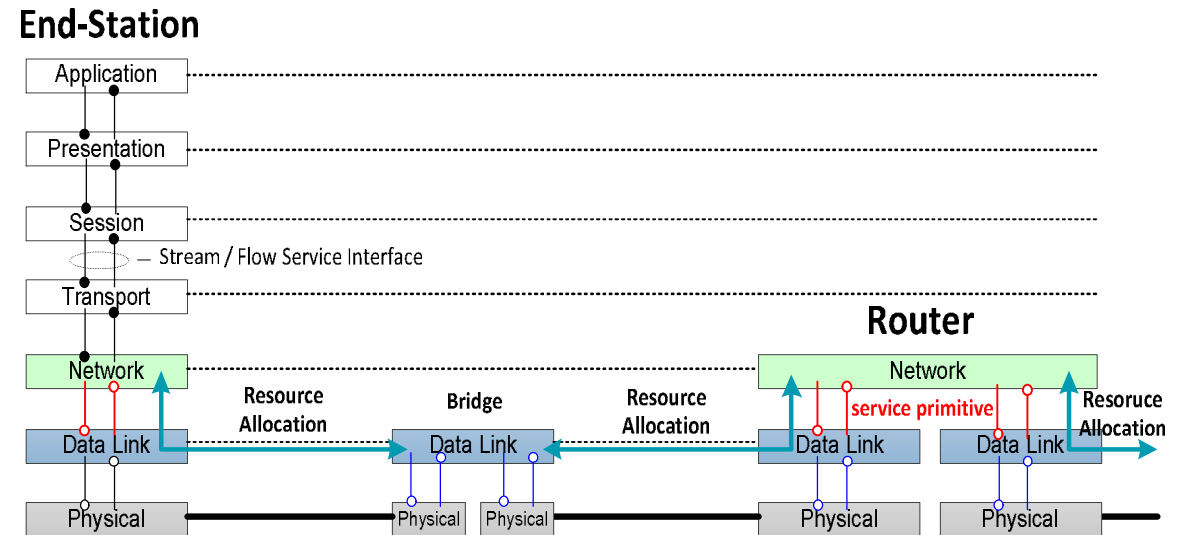 End-Station
Application
Presentation
Session
— Stream / Flow Service Interface
Transport
Router
Network
Network
Resource
Allocation
Bridge
Resource
Allocation
service primitive
Resoruce
Allocation
Data Link
Data Link
Data Link
Data Link
Physical
Physical
Physical
Physical
Physical